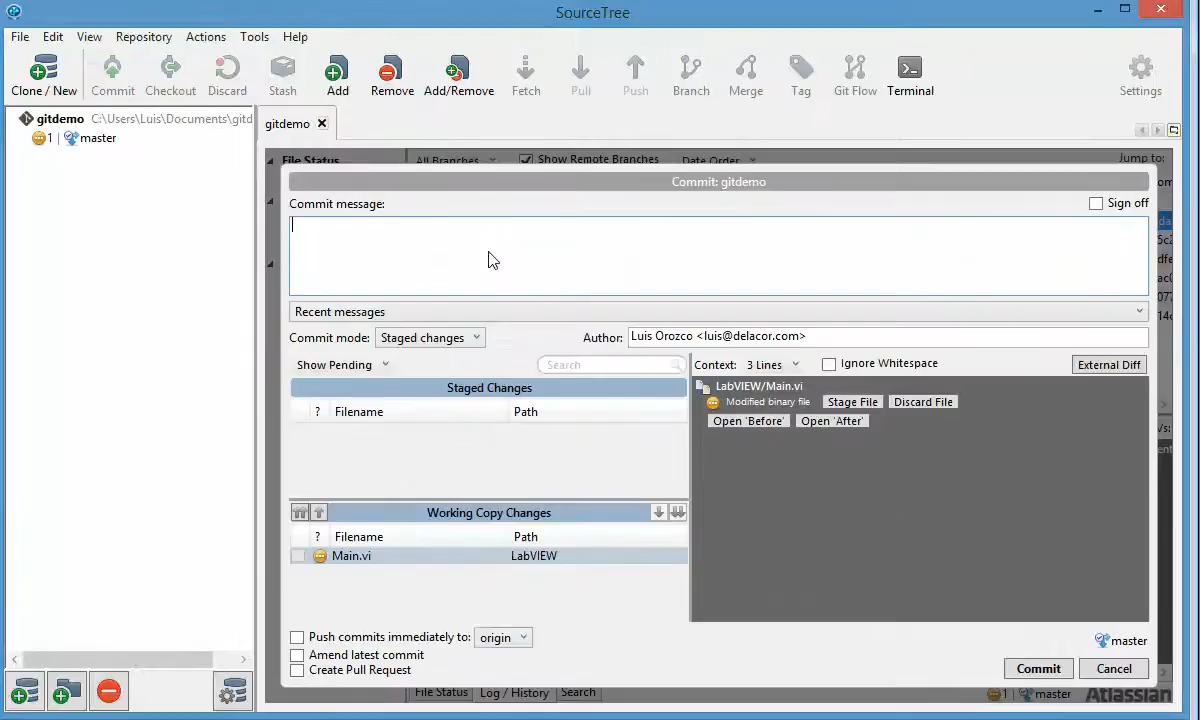 SourceTree
File Edit View Repository Actions Tools Help
Clone / New Commit Checkout Discard Stash Add Remove Add/Remove Fetch Pull Push Branch Merge Tag Git Flow Terminal Settings
gitdemo C:\Users\Luis\Documents\gitd
1 master
gitdemo
File Status All Branches Show Remote Branches Date Order Jump to:
Commit: gitdemo
Commit message: Sign off
Recent messages
Commit mode: Staged changes Author: Luis Orozco <luis@delacor.com>
Show Pending Search Context: 3 Lines Ignore Whitespace External Diff
Staged Changes
LabVIEW/Main.vi
Modified binary file Stage File Discard File
? Filename Path
Open 'Before' Open 'After'
Working Copy Changes
? Filename Path
Main.vi LabVIEW
Push commits immediately to: origin
Amend latest commit
Create Pull Request
master
Commit Cancel
File Status Log / History Search 1 master Atlassian